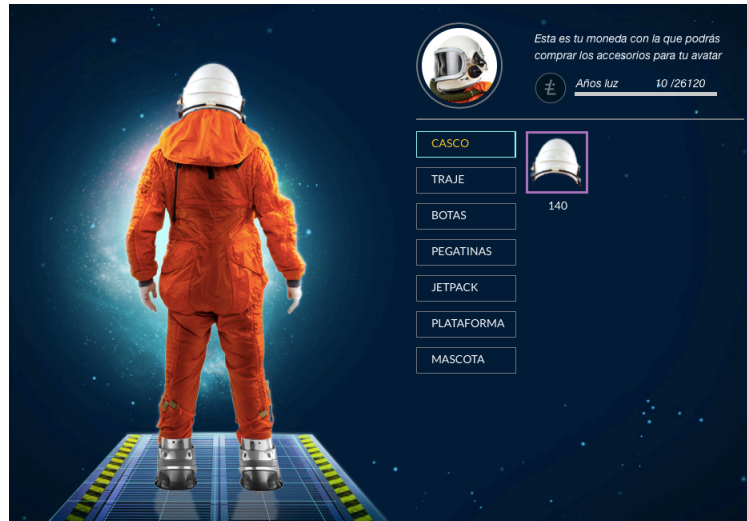 Esta es tu moneda con la que podrás
comprar los accesorios para tu avatar
Años luz 10 /26120
CASCO
140
TRAJE
BOTAS
PEGATINAS
JETPACK
PLATAFORMA
MASCOTA